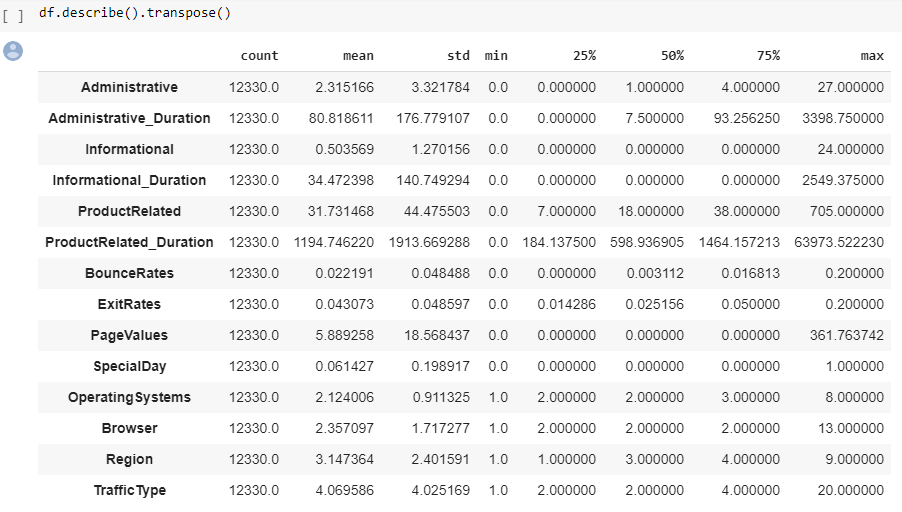 [ ] df.describe().transpose()
count mean std min 25% 50% 75% max
Administrative 12330.0 2.315166 3.321784 0.0 0.000000 1.000000 4.000000 27.000000
Administrative_Duration 12330.0 80.818611 176.779107 0.0 0.000000 7.500000 93.256250 3398.750000
Informational 12330.0 0.503569 1.270156 0.0 0.000000 0.000000 0.000000 24.000000
Informational_Duration 12330.0 34.472398 140.749294 0.0 0.000000 0.000000 0.000000 2549.375000
ProductRelated 12330.0 31.731468 44.475503 0.0 7.000000 18.000000 38.000000 705.000000
ProductRelated_Duration 12330.0 1194.746220 1913.669288 0.0 184.137500 598.936905 1464.157213 63973.522230
BounceRates 12330.0 0.022191 0.048488 0.0 0.000000 0.003112 0.016813 0.200000
ExitRates 12330.0 0.043073 0.048597 0.0 0.014286 0.025156 0.050000 0.200000
PageValues 12330.0 5.889258 18.568437 0.0 0.000000 0.000000 0.000000 361.763742
SpecialDay 12330.0 0.061427 0.198917 0.0 0.000000 0.000000 0.000000 1.000000
OperatingSystems 12330.0 2.124006 0.911325 1.0 2.000000 2.000000 3.000000 8.000000
Browser 12330.0 2.357097 1.717277 1.0 2.000000 2.000000 2.000000 13.000000
Region 12330.0 3.147364 2.401591 1.0 1.000000 3.000000 4.000000 9.000000
TrafficType 12330.0 4.069586 4.025169 1.0 2.000000 2.000000 4.000000 20.000000